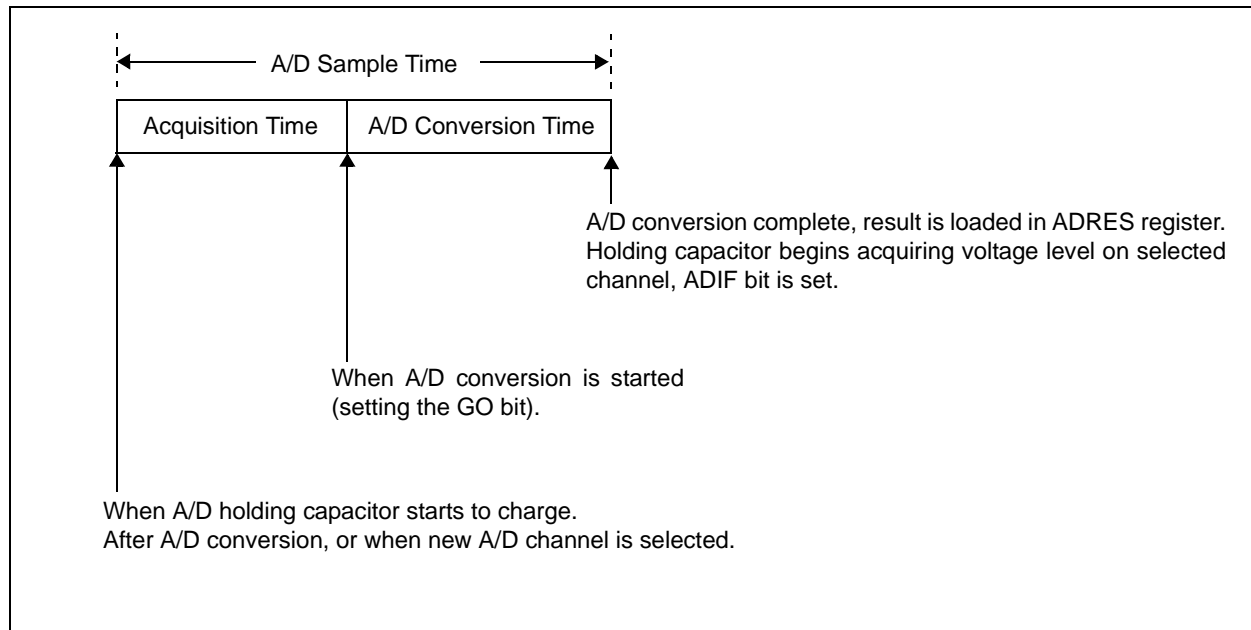 A/D Sample Time
Acquisition Time
A/D Conversion Time
A/D conversion complete, result is loaded in ADRES register.
Holding capacitor begins acquiring voltage level on selected
channel, ADIF bit is set.
When A/D conversion is started
(setting the GO bit).
When A/D holding capacitor starts to charge.
After A/D conversion, or when new A/D channel is selected.